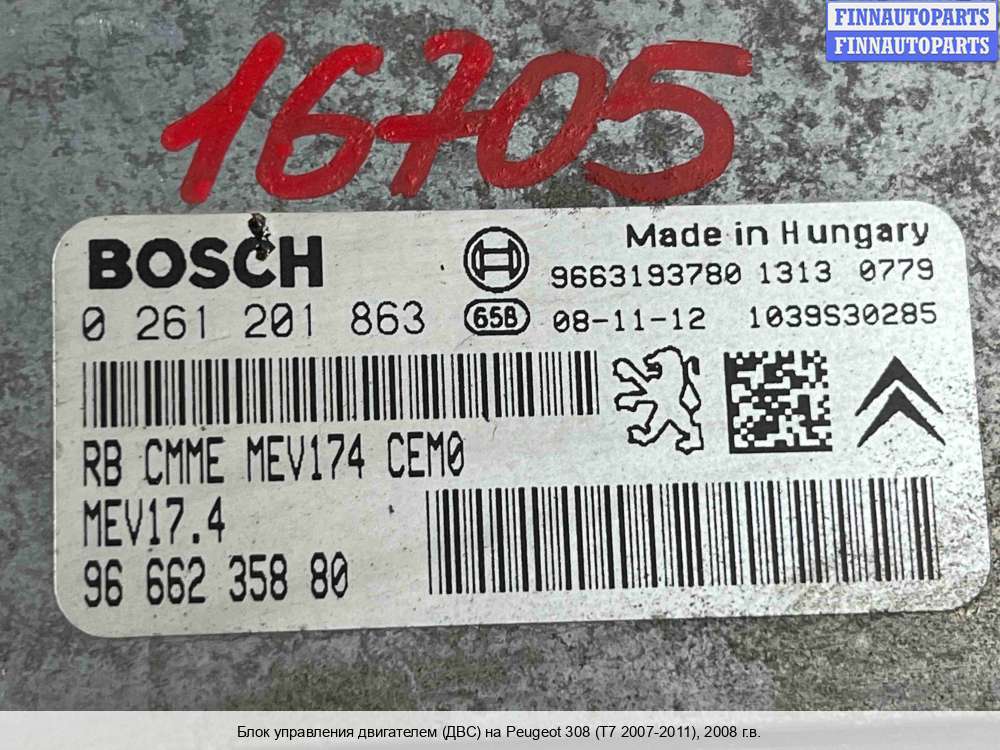 FINNAUTOPARTS
FINNAUTOPARTS
16705
BOSCH
Made in Hungary
9663193780 1313 0779
0 261 201 863
65B
08-11-12
1039S30285
RB CMME MEV174 CEM0
MEV17.4
96 662 358 80
Блок управления двигателем (ДВС) на Peugeot 308 (T7 2007-2011), 2008 г.в.